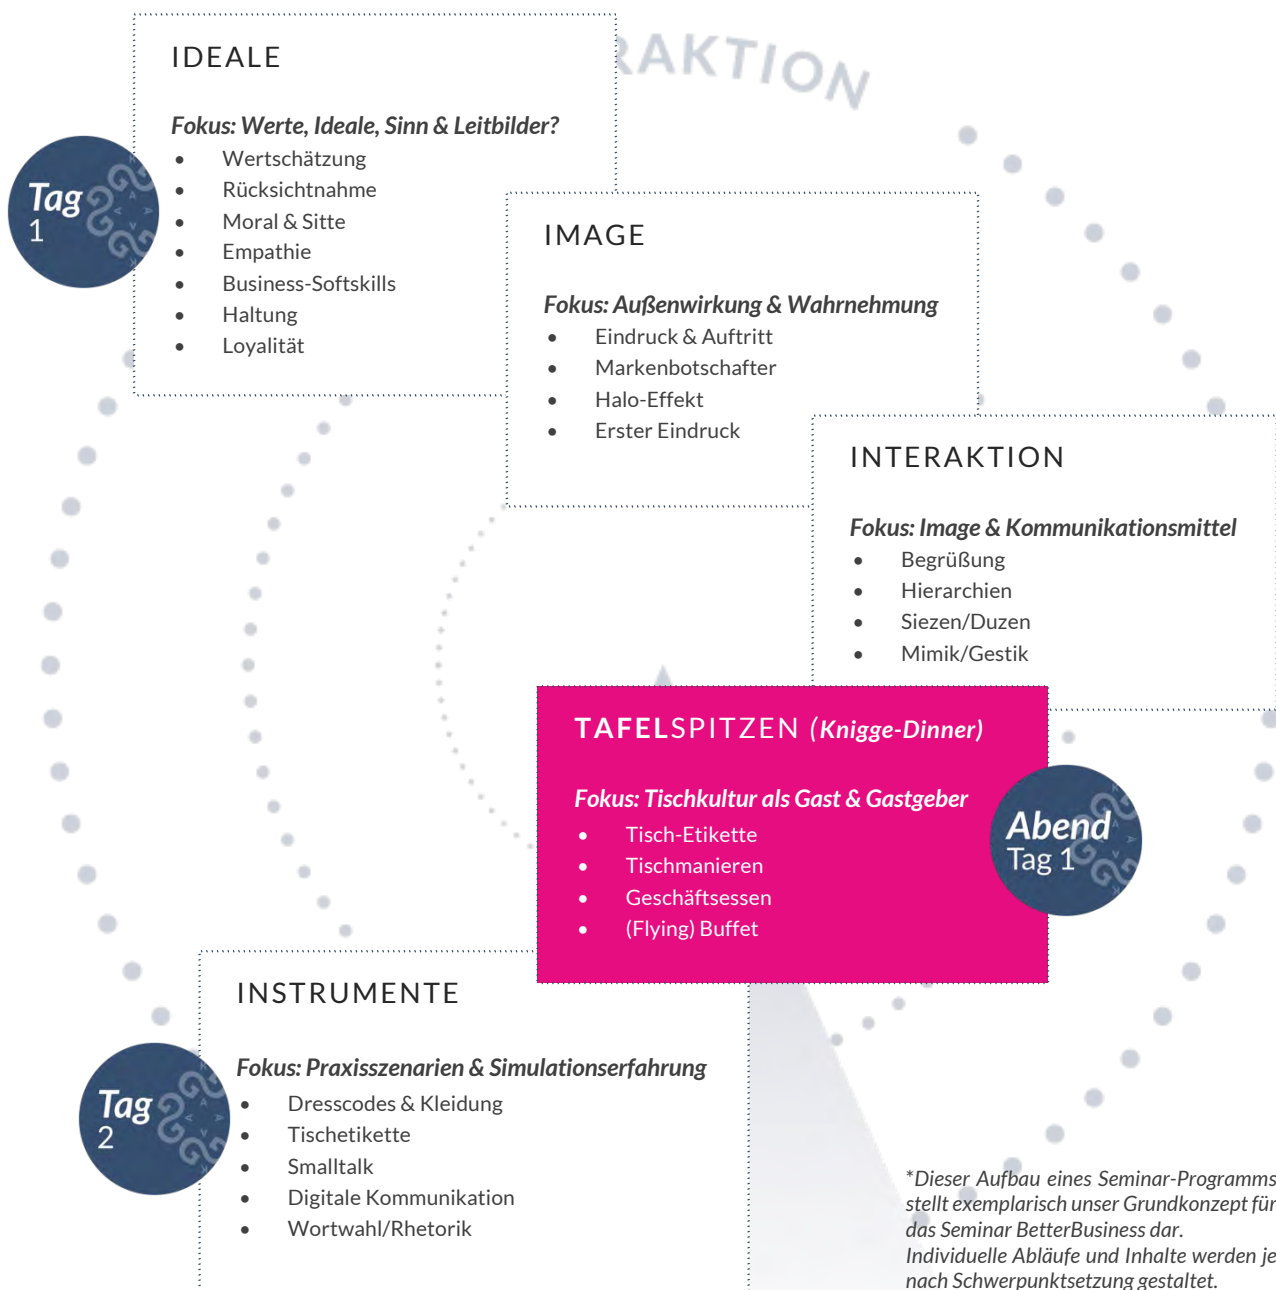 RAKTION
IDEALE
Fokus: Werte, Ideale, Sinn & Leitbilder?
• Wertschätzung
• Rücksichtnahme
• Moral & Sitte
• Empathie
• Business-Softskills
• Haltung
• Loyalität
Tag
1
IMAGE
Fokus: Außenwirkung & Wahrnehmung
• Eindruck & Auftritt
• Markenbotschafter
• Halo-Effekt
• Erster Eindruck
INTERAKTION
Fokus: Image & Kommunikationsmittel
• Begrüßung
• Hierarchien
• Siezen/Duzen
• Mimik/Gestik
TAFELSPITZEN (Knigge-Dinner)
Fokus: Tischkultur als Gast & Gastgeber
• Tisch-Etikette
• Tischmanieren
• Geschäftsessen
• (Flying) Buffet
Abend
Tag 1
INSTRUMENTE
Fokus: Praxisszenarien & Simulationserfahrung
• Dresscodes & Kleidung
• Tischetikette
• Smalltalk
• Digitale Kommunikation
• Wortwahl/Rhetorik
Tag
2
*Dieser Aufbau eines Seminar-Programms
stellt exemplarisch unser Grundkonzept für
das Seminar BetterBusiness dar.
Individuelle Abläufe und Inhalte werden je
nach Schwerpunktsetzung gestaltet.